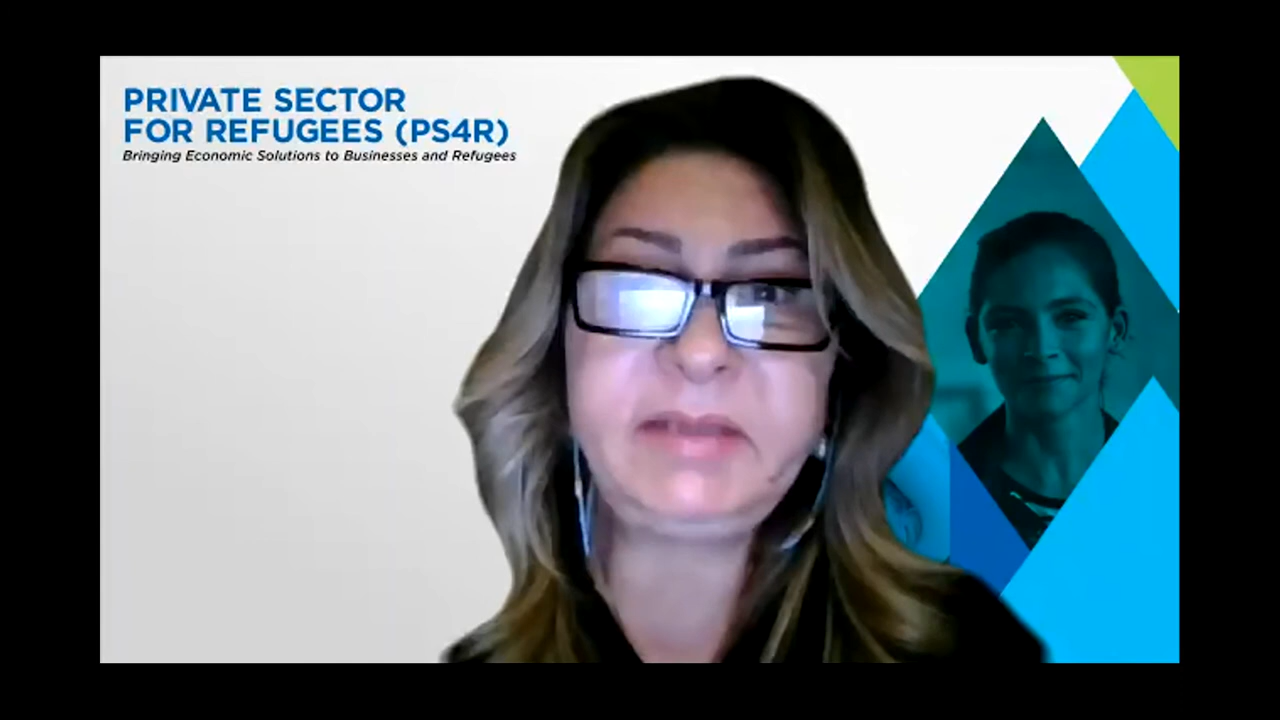 PRIVATE SECTOR
FOR REFUGEES (PS4R)
Bringing Economic Solutions to Businesses and Refugees